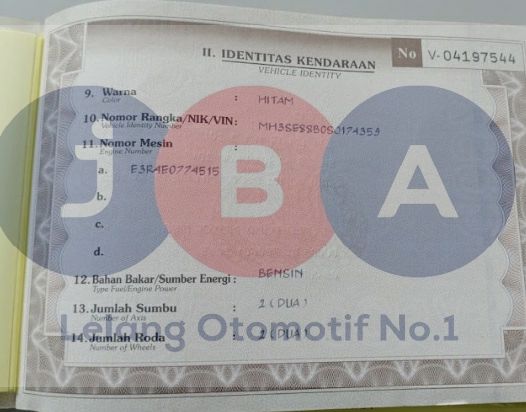 II. IDENTITAS KENDARAAN
VEHICLE IDENTITY
No V-04197544
9. Warna : HITAM
Color
10. Nomor Rangka/NIK/VIN: MH3SE88B0SJ174353
Vehicle Identity Number
11. Nomor Mesin :
Engine Number
a. E3R4E0774515
b.
c.
d.
12. Bahan Bakar/Sumber Energi : BENSIN
Type Fuel/Engine Power
13. Jumlah Sumbu : 2 (DUA)
Number of Axis
14. Jumlah Roda : 2 (DUA)
Number of Wheels
JBA
Lelang Otomotif No.1